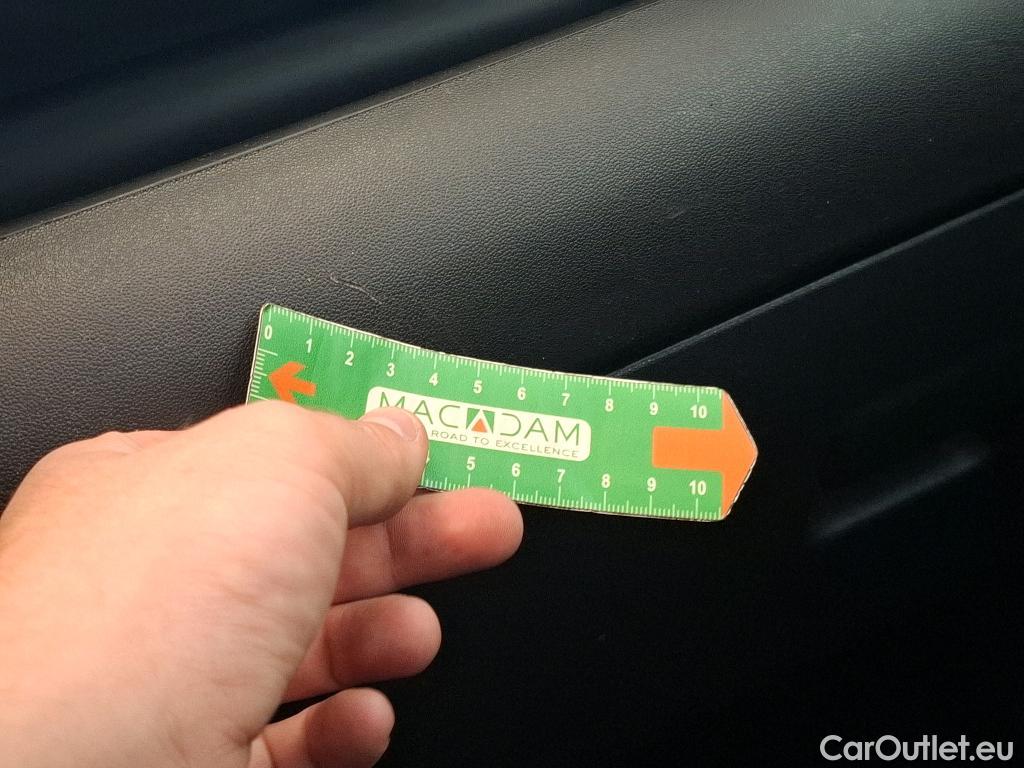 0 1 2 3 4 5 6 7 8 9 10
MACADAM
ROAD TO EXCELLENCE
5 6 7 8 9 10
CarOutlet.eu